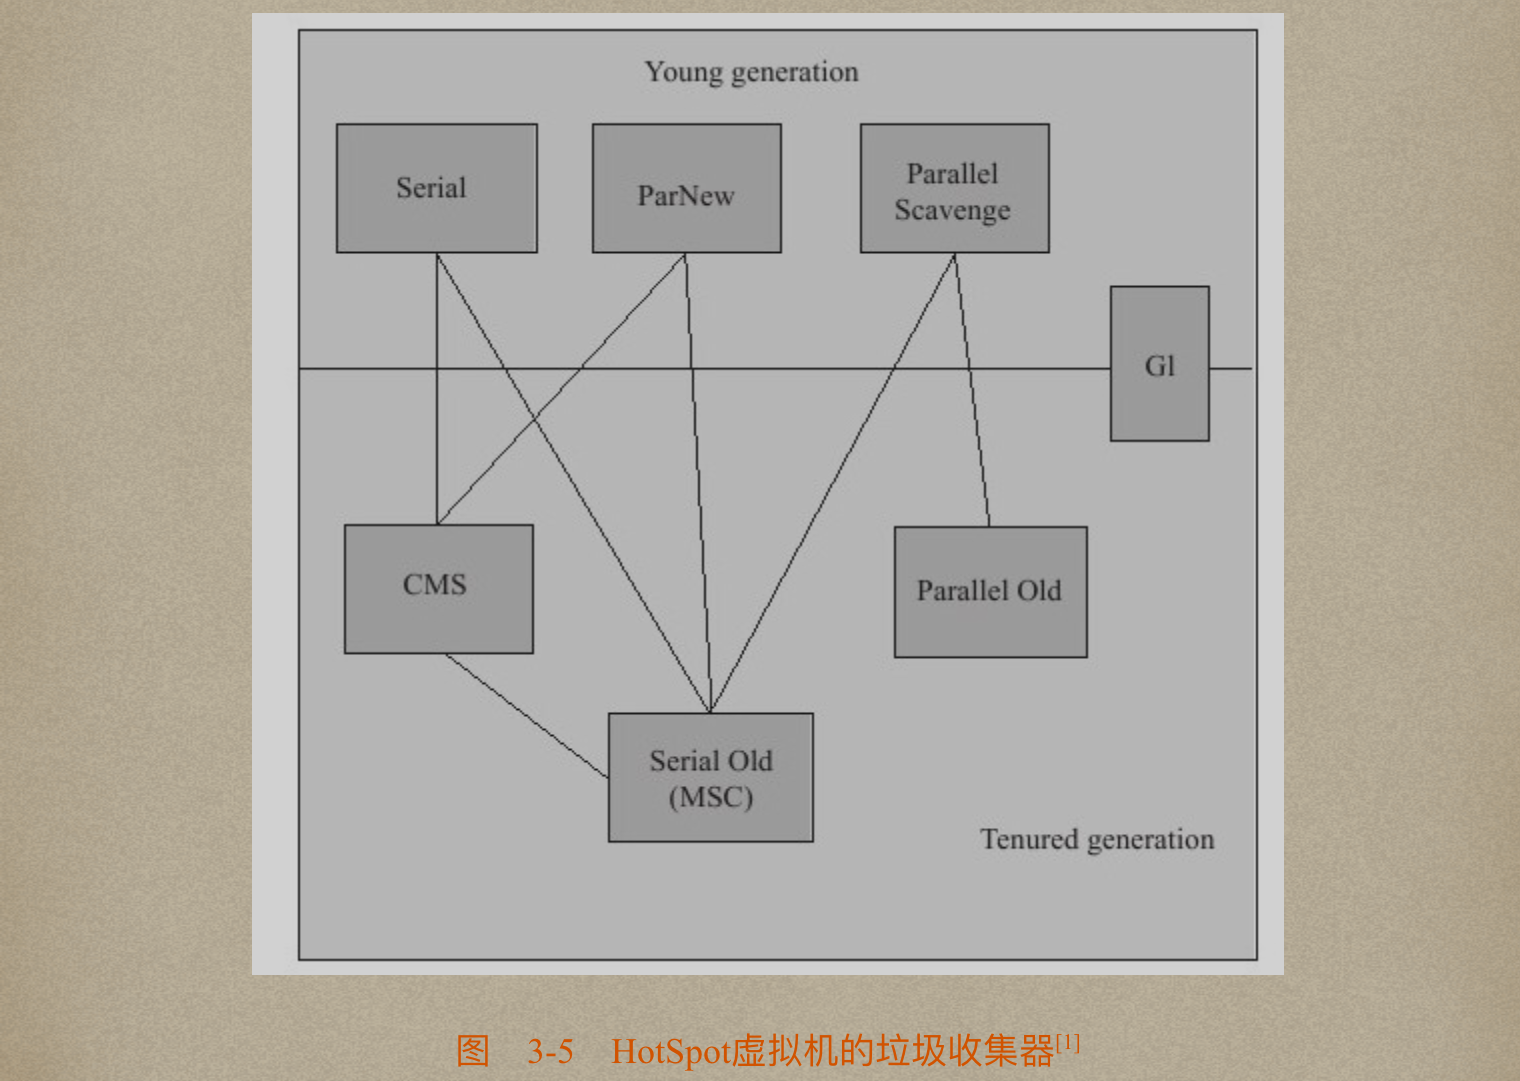 Young generation
Serial
ParNew
Parallel
Scavenge
Gl
CMS
Parallel Old
Serial Old
(MSC)
Tenured generation
图 3-5 HotSpot虚拟机的垃圾收集器[1]